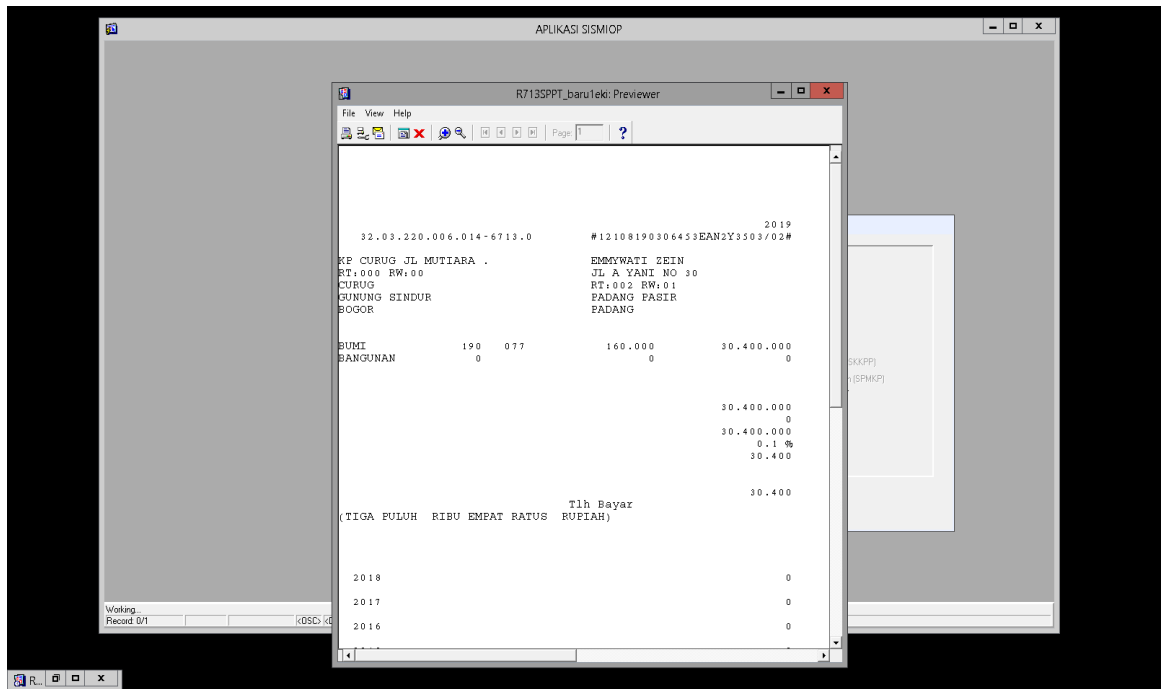 APLIKASI SISMIOP
R713SPPT_baru1eki: Previewer
File View Help
Page: 1
2019
32.03.220.006.014-6713.0 #12108190306453EAN2Y3503/02#
KP CURUG JL MUTIARA . EMMYWATI ZEIN
RT:000 RW:00 JL A YANI NO 30
CURUG RT:002 RW:01
GUNUNG SINDUR PADANG PASIR
BOGOR PADANG
BUMI 190 077 160.000 30.400.000
BANGUNAN 0 0 0
SKKPP)
n (SPMKP)
30.400.000
0
30.400.000
0.1 %
30.400
30.400
Tlh Bayar
(TIGA PULUH RIBU EMPAT RATUS RUPIAH)
2018 0
2017 0
2016 0
Working...
Record: 0/1 <OSC>
R...